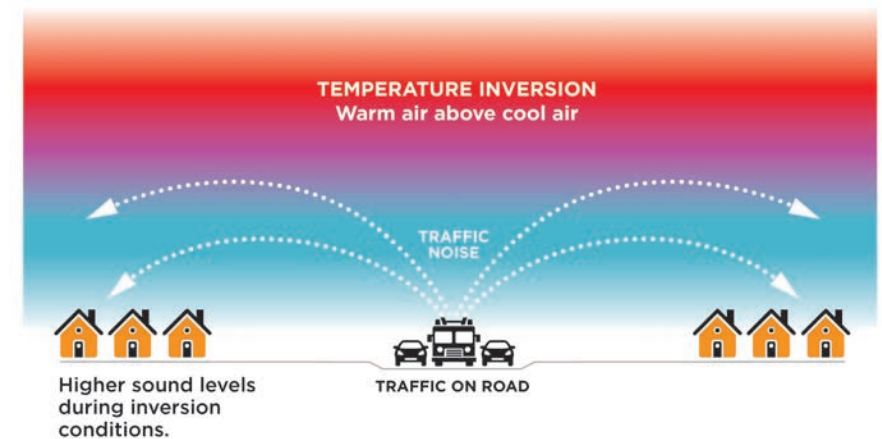 TEMPERATURE INVERSION
Warm air above cool air
TRAFFIC
NOISE
TRAFFIC ON ROAD
Higher sound levels
during inversion
conditions.